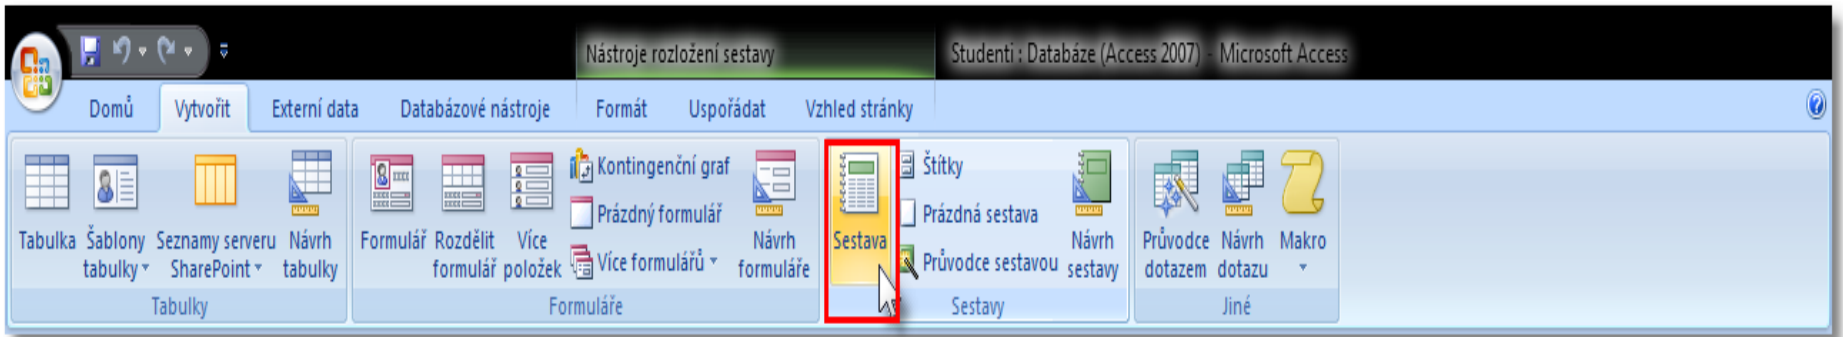 Nástroje rozložení sestavy
Studenti : Databáze (Access 2007) - Microsoft Access
Domů
Vytvořit
Externí data
Databázové nástroje
Formát
Uspořádat
Vzhled stránky
Tabulka
Šablony
tabulky
Seznamy serveru
SharePoint
Návrh
tabulky
Tabulky
Formulář
Rozdělit
formulář
Více
položek
Kontingenční graf
Prázdný formulář
Více formulářů
Návrh
formuláře
Formuláře
Sestava
Štítky
Prázdná sestava
Průvodce sestavou
Návrh
sestavy
Sestavy
Průvodce
dotazem
Návrh
dotazu
Makro
Jiné